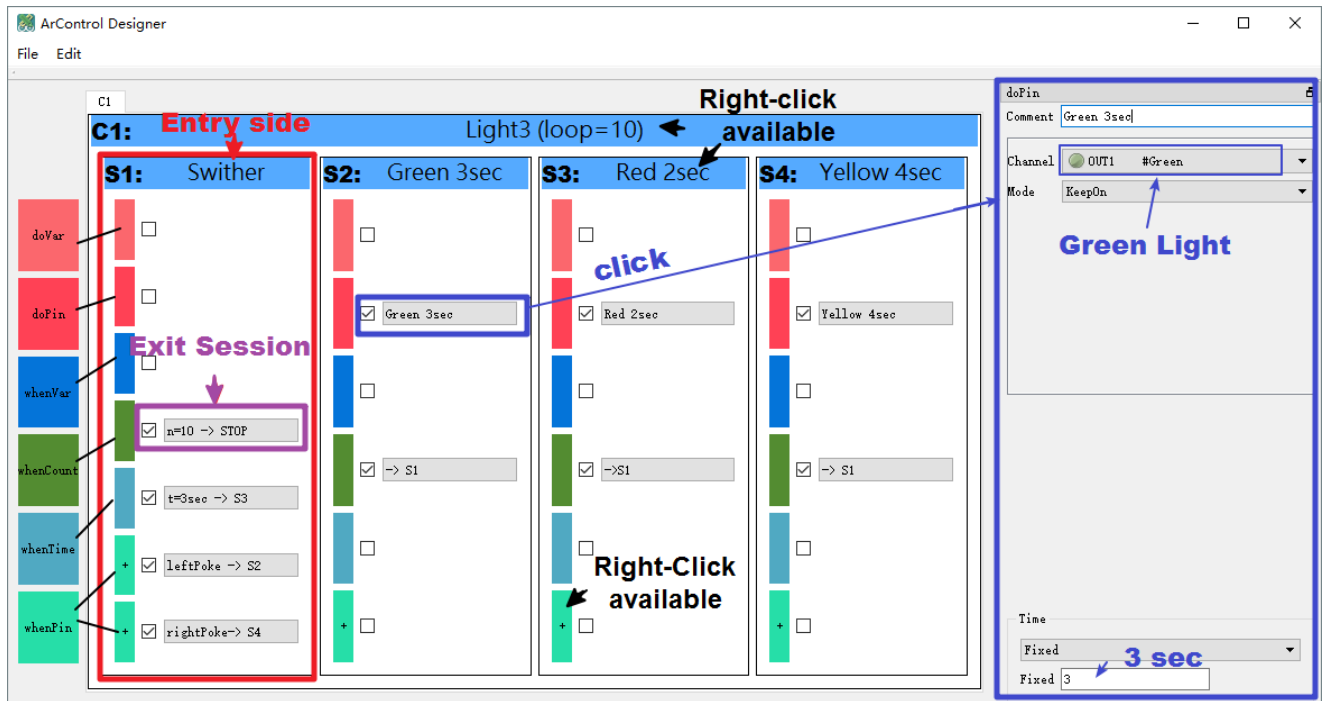 ArControl Designer
File Edit
C1
Right-click
available
C1: Entry side Light3 (loop=10)
S1: Swither
S2: Green 3sec
S3: Red 2sec
S4: Yellow 4sec
doVar
doPin
whenVar
whenCount
whenTime
whenPin
Exit Session
n=10 -> STOP
t=3sec -> S3
+ leftPoke -> S2
+ rightPoke-> S4
Green 3sec
-> S1
+
click
Red 2sec
->S1
Right-Click
available
+
Yellow 4sec
-> S1
+
doPin
Comment Green 3sec
Channel OUT1 #Green
Mode KeepOn
Green Light
Time
Fixed
3 sec
Fixed 3